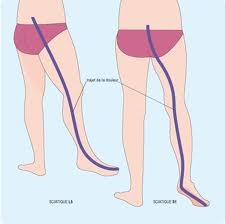 trajet de la douleur
SCIATIQUE L5
SCIATIQUE S1